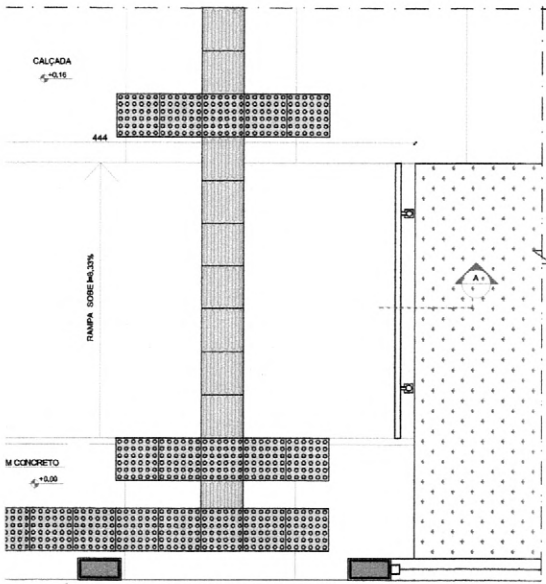 CALÇADA
+0,16
444
RAMPA SOBE i=8,33%
M CONCRETO
+0,00
A